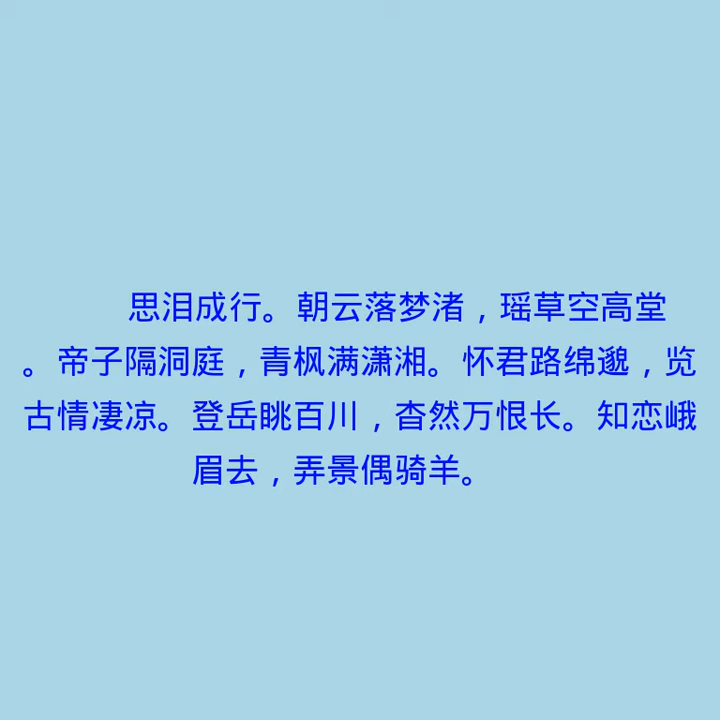 思泪成行。朝云落梦渚，瑶草空高堂
。帝子隔洞庭，青枫满潇湘。怀君路绵邈，览
古情凄凉。登岳眺百川，杳然万恨长。知恋峨
眉去，弄景偶骑羊。